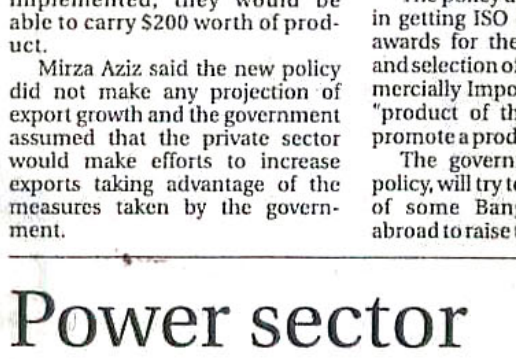 implemented, they would be
able to carry $200 worth of prod-
uct.
Mirza Aziz said the new policy
did not make any projection of
export growth and the government
assumed that the private sector
would make efforts to increase
exports taking advantage of the
measures taken by the govern-
ment.
in getting ISO
awards for the
and selection of
mercially Impo
"product of th
promote a prod
The govern
policy, will try to
of some Bang
abroad to raise
Power sector